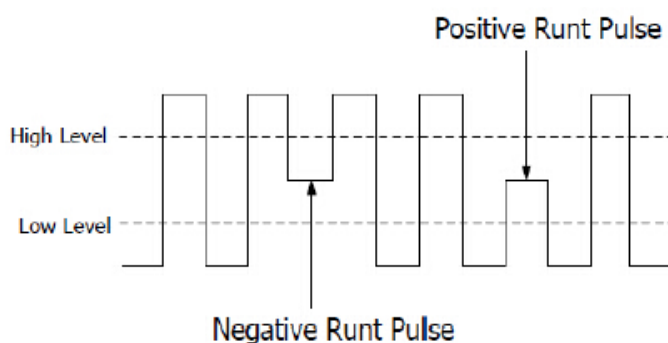 Positive Runt Pulse
High Level
Low Level
Negative Runt Pulse